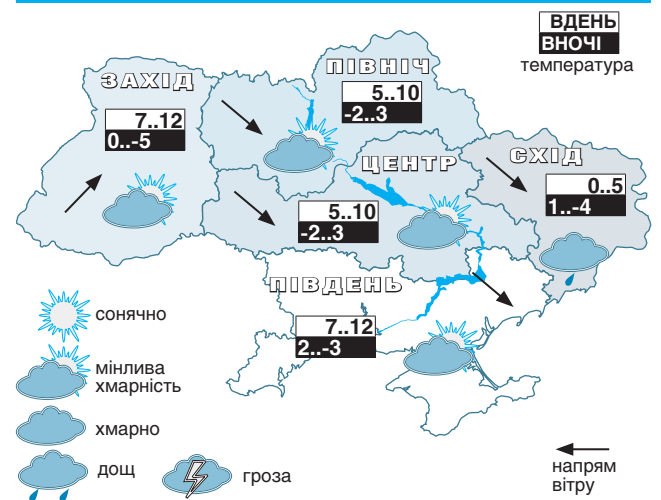 ВДЕНЬ
ВНОЧІ
температура
ЗАХІД
7..12
0..-5
ПІВНІЧ
5..10
-2..3
ЦЕНТР
5..10
-2..3
СХІД
0..5
1..-4
ПІВДЕНЬ
7..12
2..-3
сонячно
мінлива
хмарність
хмарно
дощ
гроза
напрям
вітру